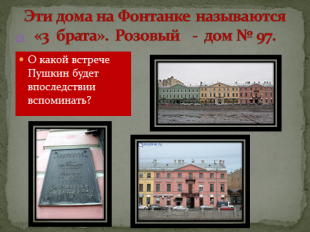 Эти дома на Фонтанке называются
«3 брата». Розовый - дом № 97.
О какой встрече
Пушкин будет
впоследствии
вспоминать?